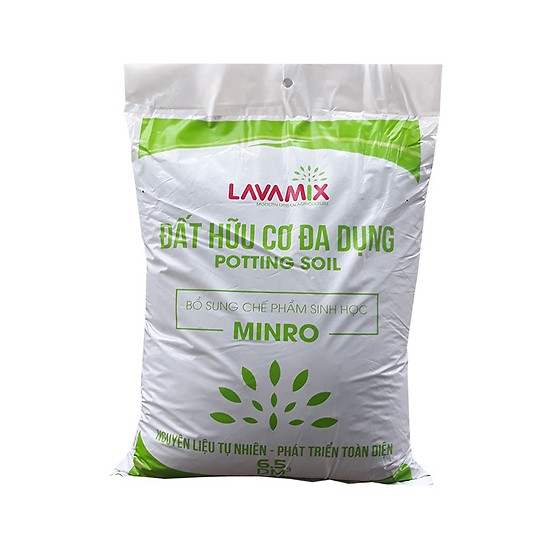 LAVAMIX
MODERN URBAN AGRICULTURE
ĐẤT HỮU CƠ ĐA DỤNG
POTTING SOIL
BỔ SUNG CHẾ PHẨM SINH HỌC
MINRO
NGUYÊN LIỆU TỰ NHIÊN - PHÁT TRIỂN TOÀN DIỆN
6.5
DM³